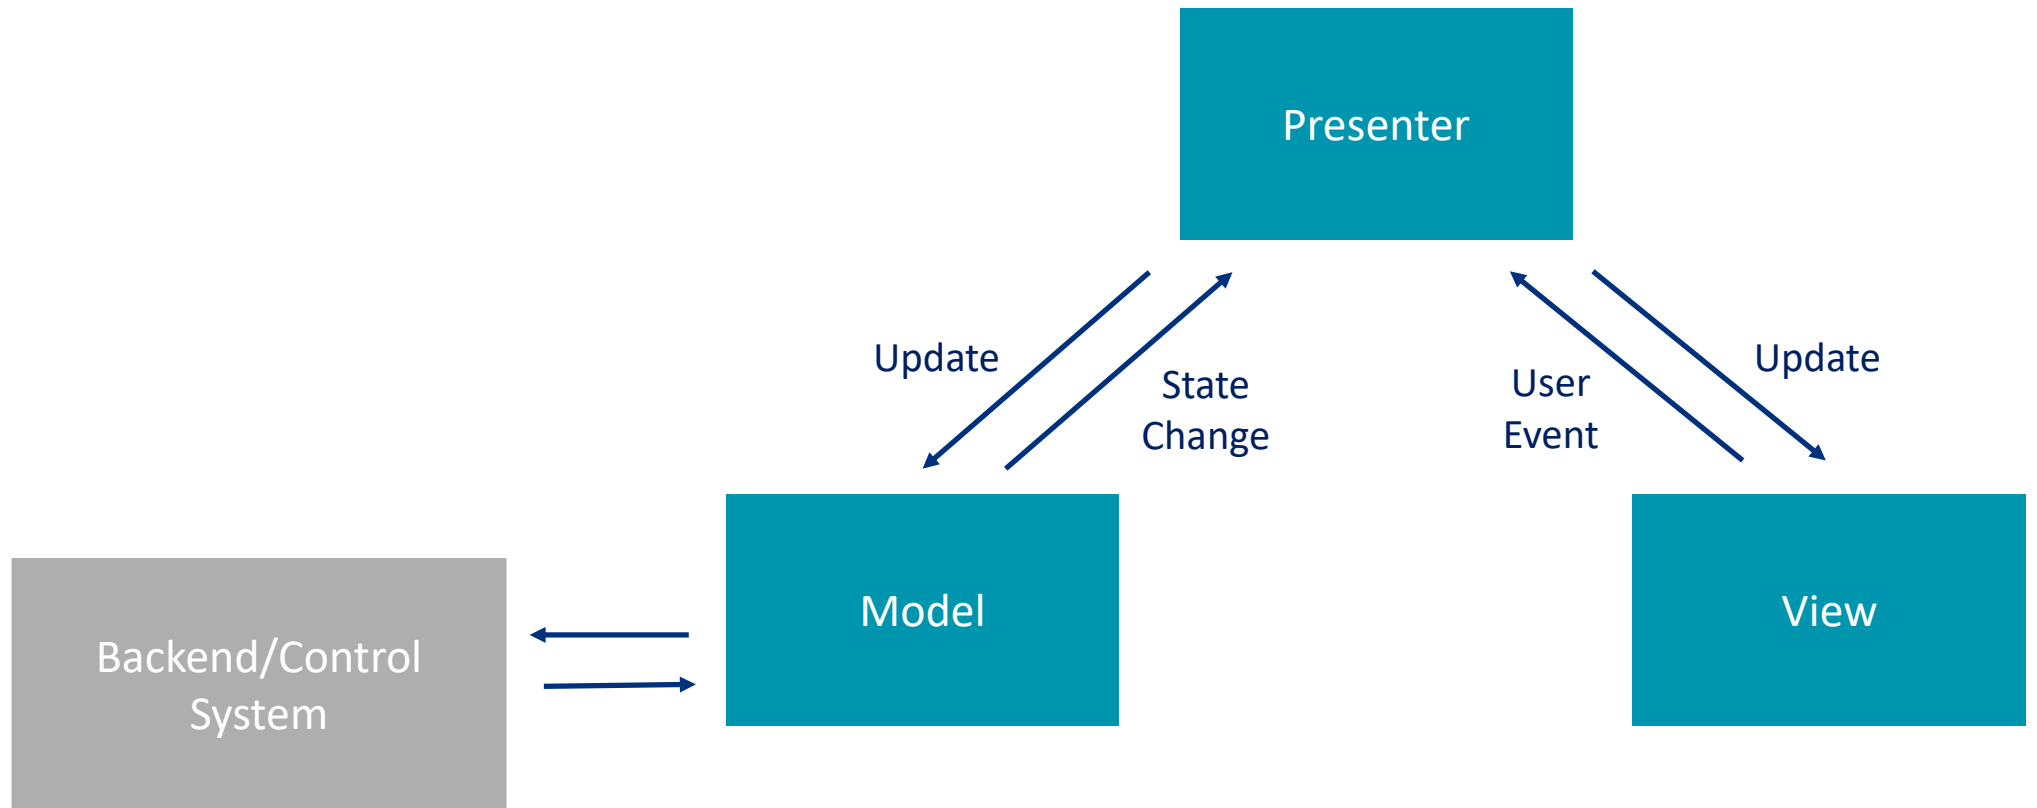 Presenter
Update
State
Change
User
Event
Update
Model
View
Backend/Control
System